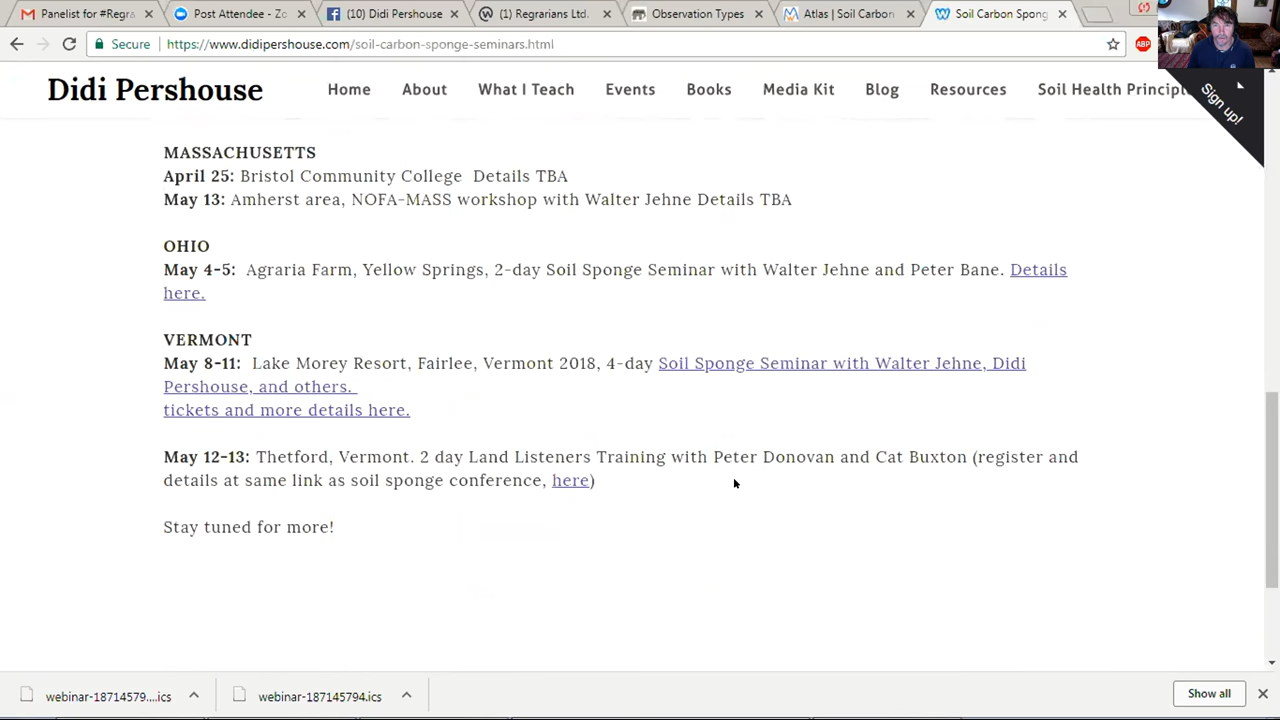 Panelist for #Regra
Post Attendee - Zo
(10) Didi Pershouse
(1) Regrarians Ltd.
Observation Types
Atlas | Soil Carbon
Soil Carbon Spong
Secure
https://www.didipershouse.com/soil-carbon-sponge-seminars.html
ABP
Didi Pershouse
Home
About
What I Teach
Events
Books
Media Kit
Blog
Resources
Soil Health Principl
Sign up!
MASSACHUSETTS
April 25: Bristol Community College Details TBA
May 13: Amherst area, NOFA-MASS workshop with Walter Jehne Details TBA
OHIO
May 4-5: Agraria Farm, Yellow Springs, 2-day Soil Sponge Seminar with Walter Jehne and Peter Bane. Details
here.
VERMONT
May 8-11: Lake Morey Resort, Fairlee, Vermont 2018, 4-day Soil Sponge Seminar with Walter Jehne, Didi
Pershouse, and others.
tickets and more details here.
May 12-13: Thetford, Vermont. 2 day Land Listeners Training with Peter Donovan and Cat Buxton (register and
details at same link as soil sponge conference, here)
Stay tuned for more!
webinar-18714579....ics
webinar-187145794.ics
Show all